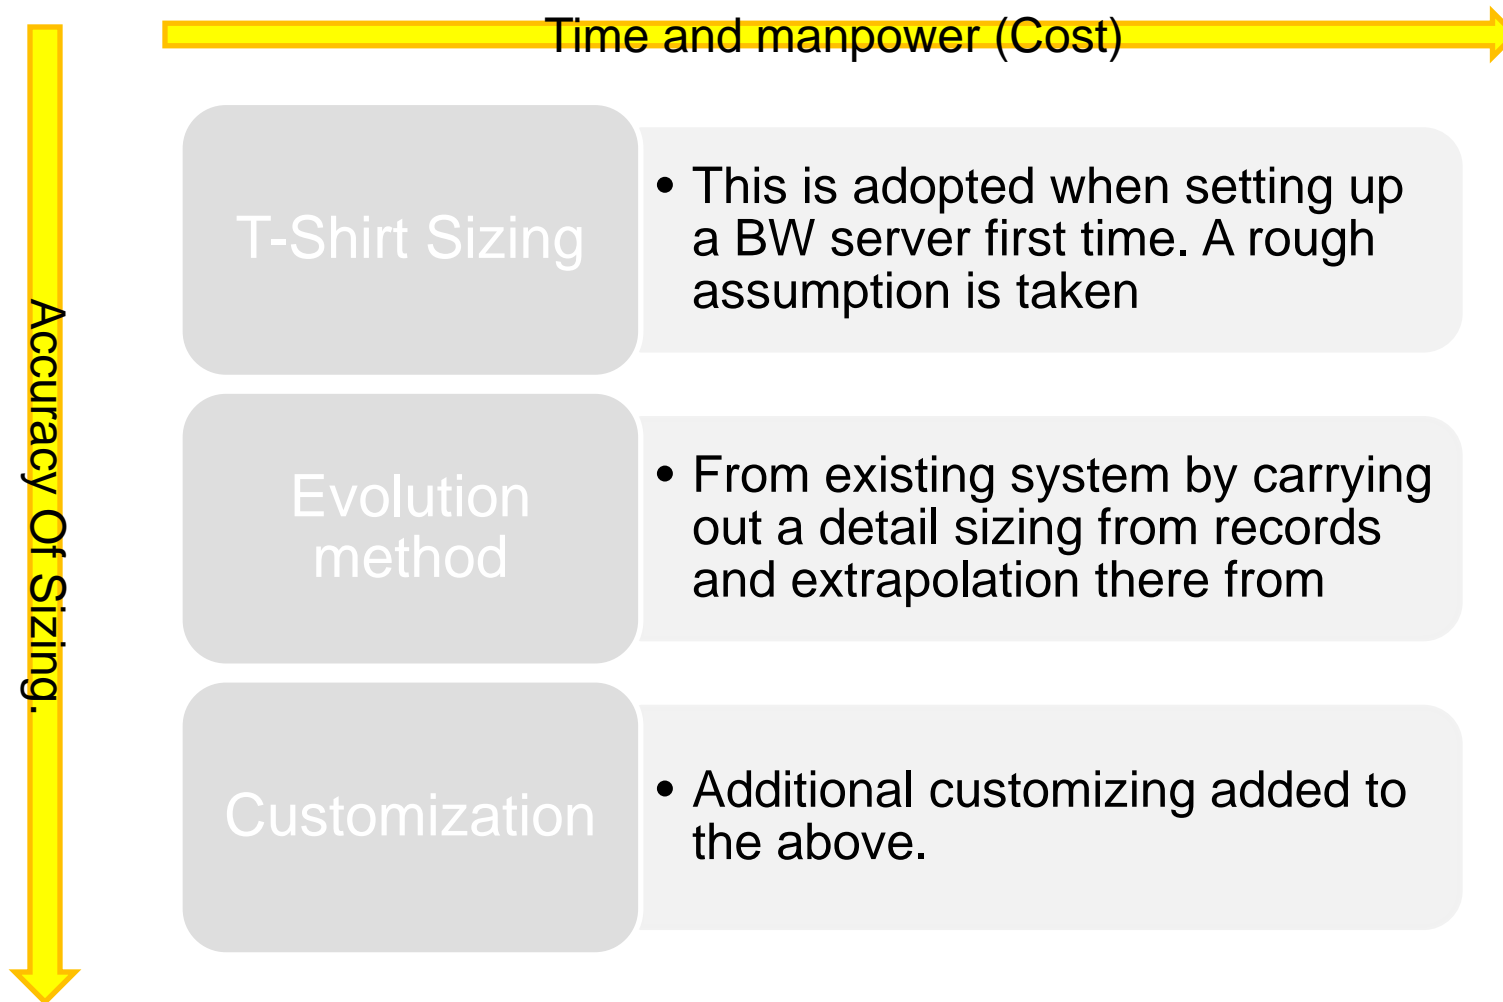 Time and manpower (Cost)
Accuracy Of Sizing.
T-Shirt Sizing
• This is adopted when setting up
a BW server first time. A rough
assumption is taken
Evolution
method
• From existing system by carrying
out a detail sizing from records
and extrapolation there from
Customization
• Additional customizing added to
the above.